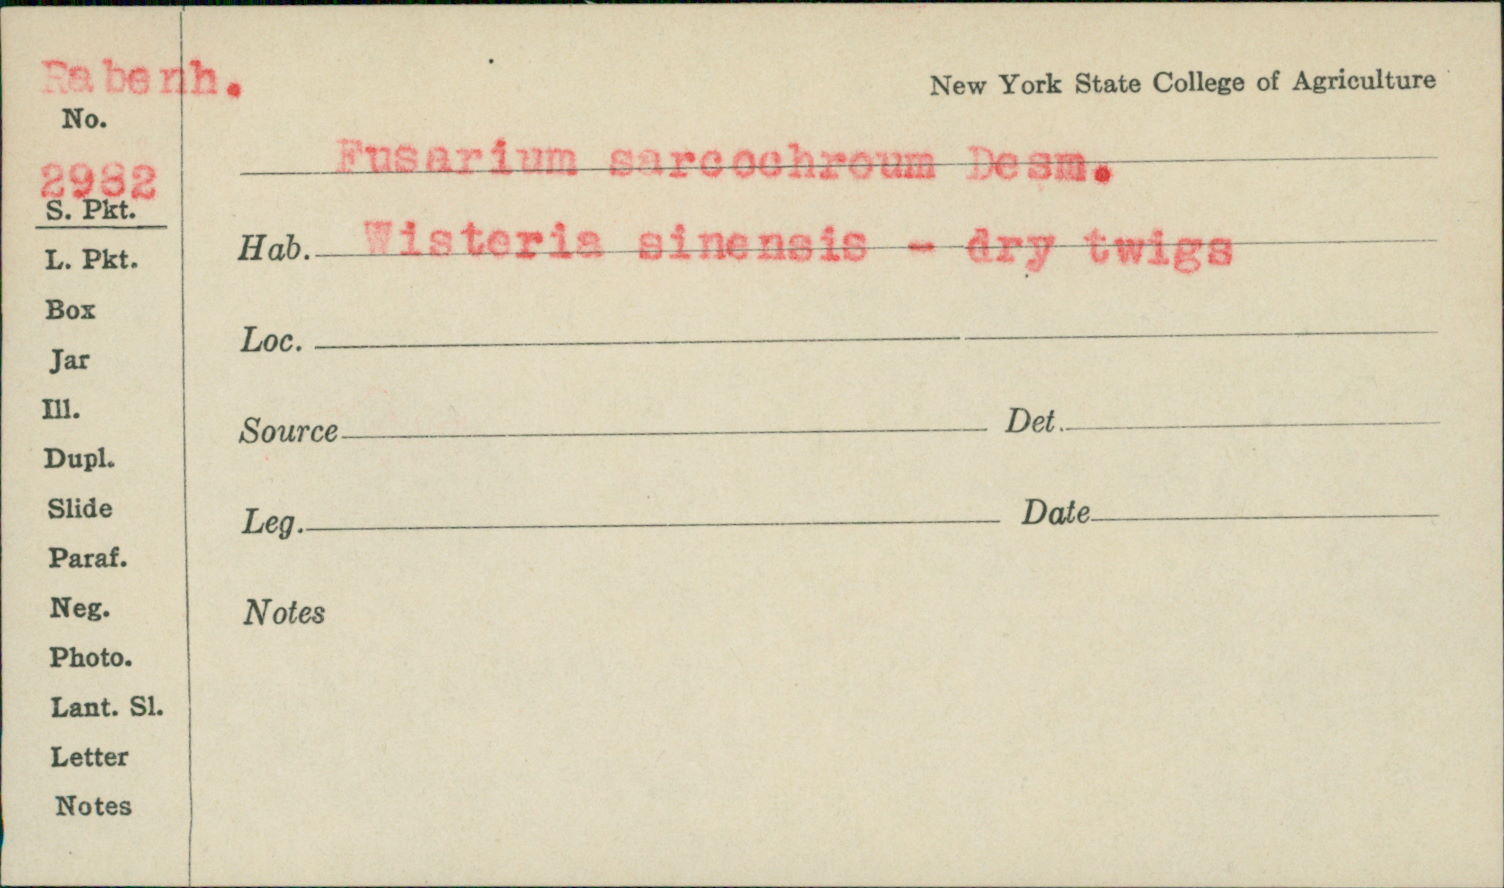 Rabenh.
New York State College of Agriculture
No.
2982
Fusarium sarcochroum Desm.
S. Pkt.
Hab. Wisteria sinensis - dry twigs
L. Pkt.
Box
Loc.
Jar
Ill.
Source Det.
Dupl.
Slide
Leg. Date
Paraf.
Neg.
Notes
Photo.
Lant. Sl.
Letter
Notes